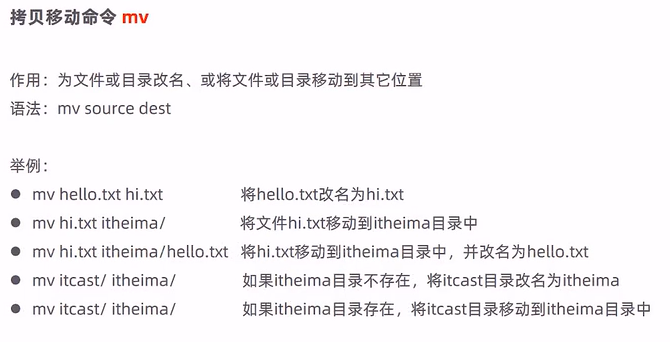 拷贝移动命令 mv
作用：为文件或目录改名、或将文件或目录移动到其它位置
语法：mv source dest
举例：
● mv hello.txt hi.txt 将hello.txt改名为hi.txt
● mv hi.txt itheima/ 将文件hi.txt移动到itheima目录中
● mv hi.txt itheima/hello.txt 将hi.txt移动到itheima目录中，并改名为hello.txt
● mv itcast/ itheima/ 如果itheima目录不存在，将itcast目录改名为itheima
● mv itcast/ itheima/ 如果itheima目录存在，将itcast目录移动到itheima目录中